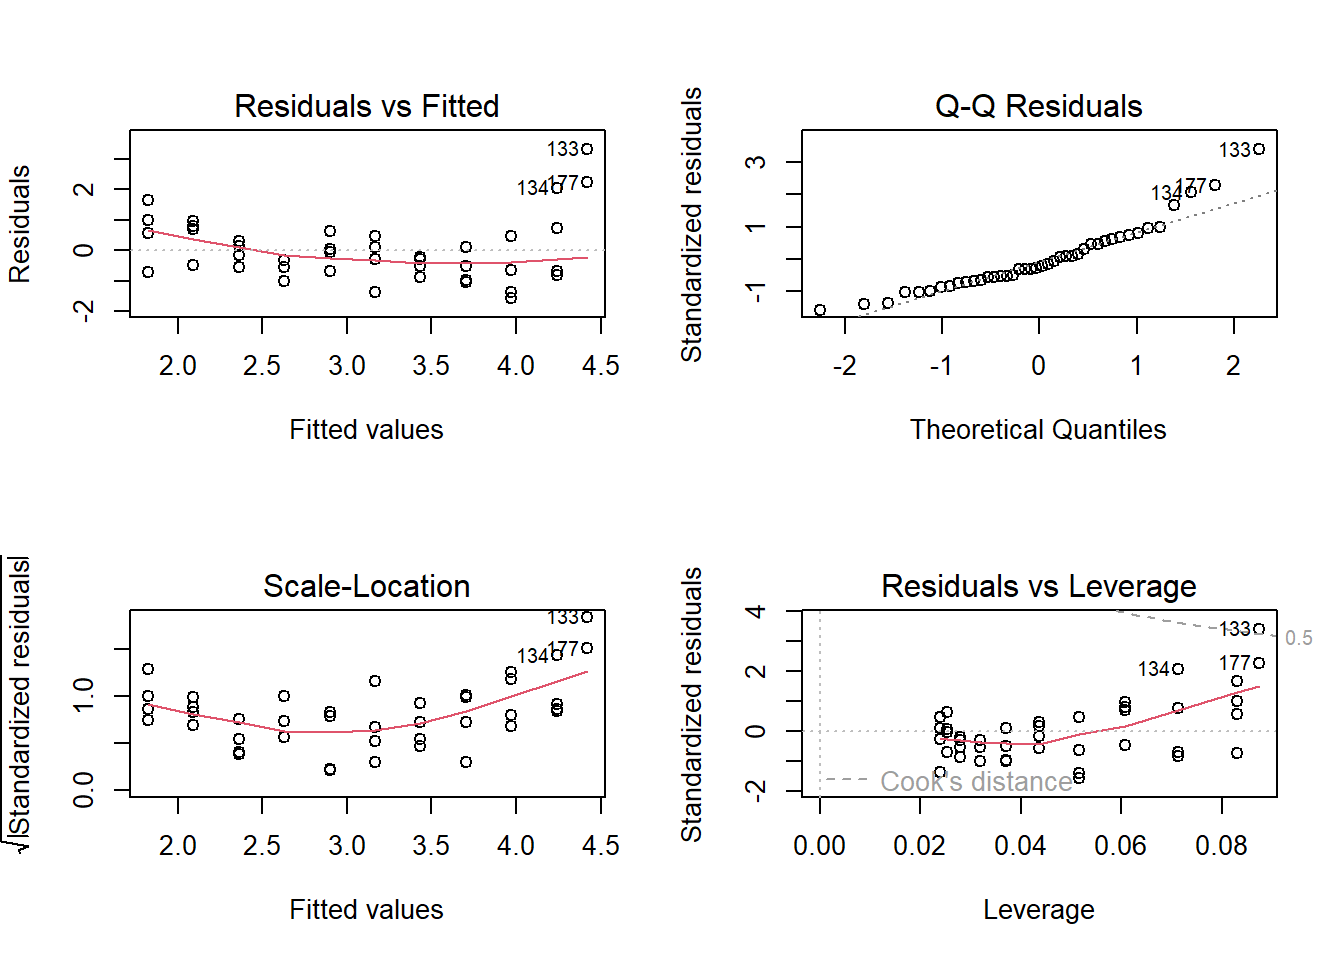 Residuals vs Fitted
Residuals
2
0
-2
133
177
134
2.0 2.5 3.0 3.5 4.0 4.5
Fitted values
Q-Q Residuals
Standardized residuals
3
1
-1
133
177
134
-2 -1 0 1 2
Theoretical Quantiles
Scale-Location
√|Standardized residuals|
1.0
0.0
133
177
134
2.0 2.5 3.0 3.5 4.0 4.5
Fitted values
Residuals vs Leverage
Standardized residuals
4
2
0
-2
133
0.5
177
134
Cook's distance
0.00 0.02 0.04 0.06 0.08
Leverage